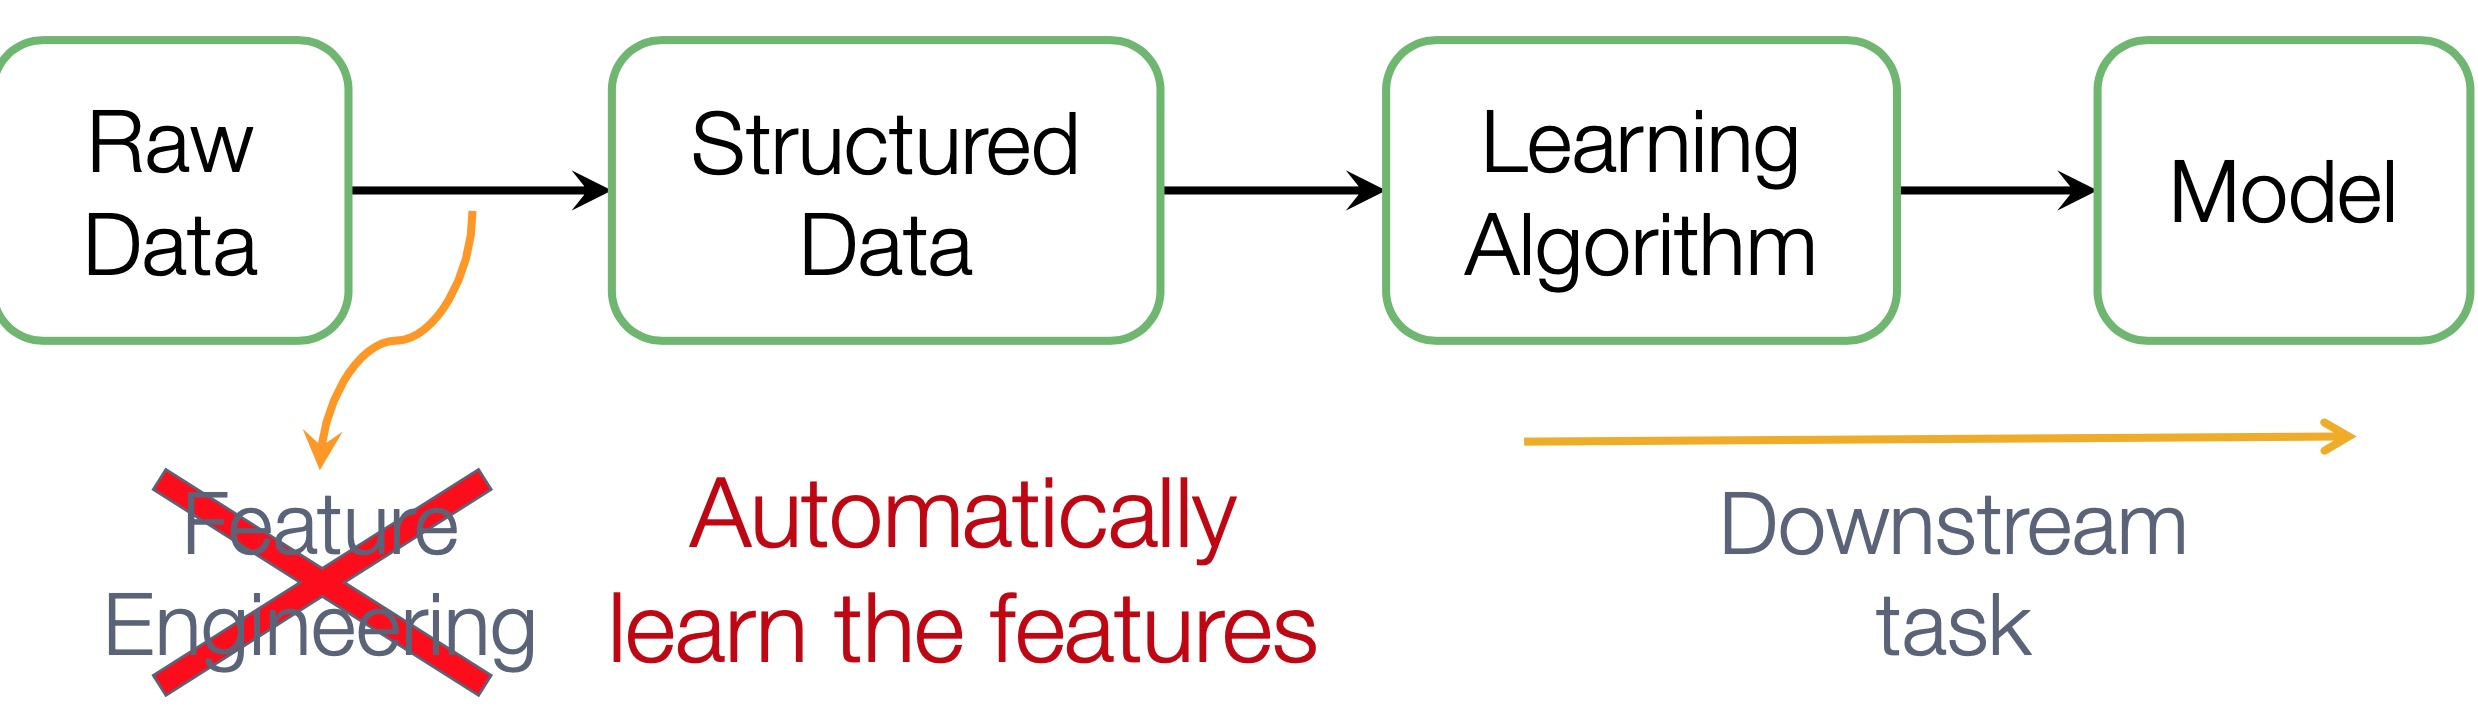 Raw
Data
Structured
Data
Learning
Algorithm
Model
Feature
Engineering
Automatically
learn the features
Downstream
task